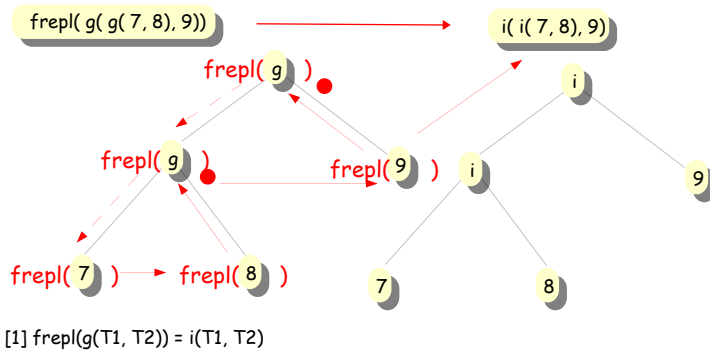 frepl( g( g( 7, 8), 9))
i( i( 7, 8), 9)
frepl( g )
i
frepl( g )
frepl( 9 )
i
9
frepl( 7 )
frepl( 8 )
7
8
[1] frepl(g(T1, T2)) = i(T1, T2)